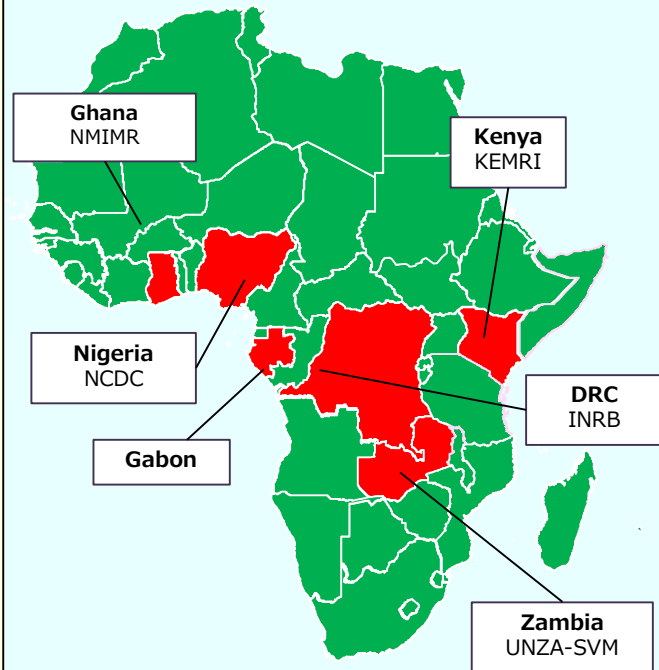 Ghana
NMIMR
Kenya
KEMRI
Nigeria
NCDC
DRC
INRB
Gabon
Zambia
UNZA-SVM